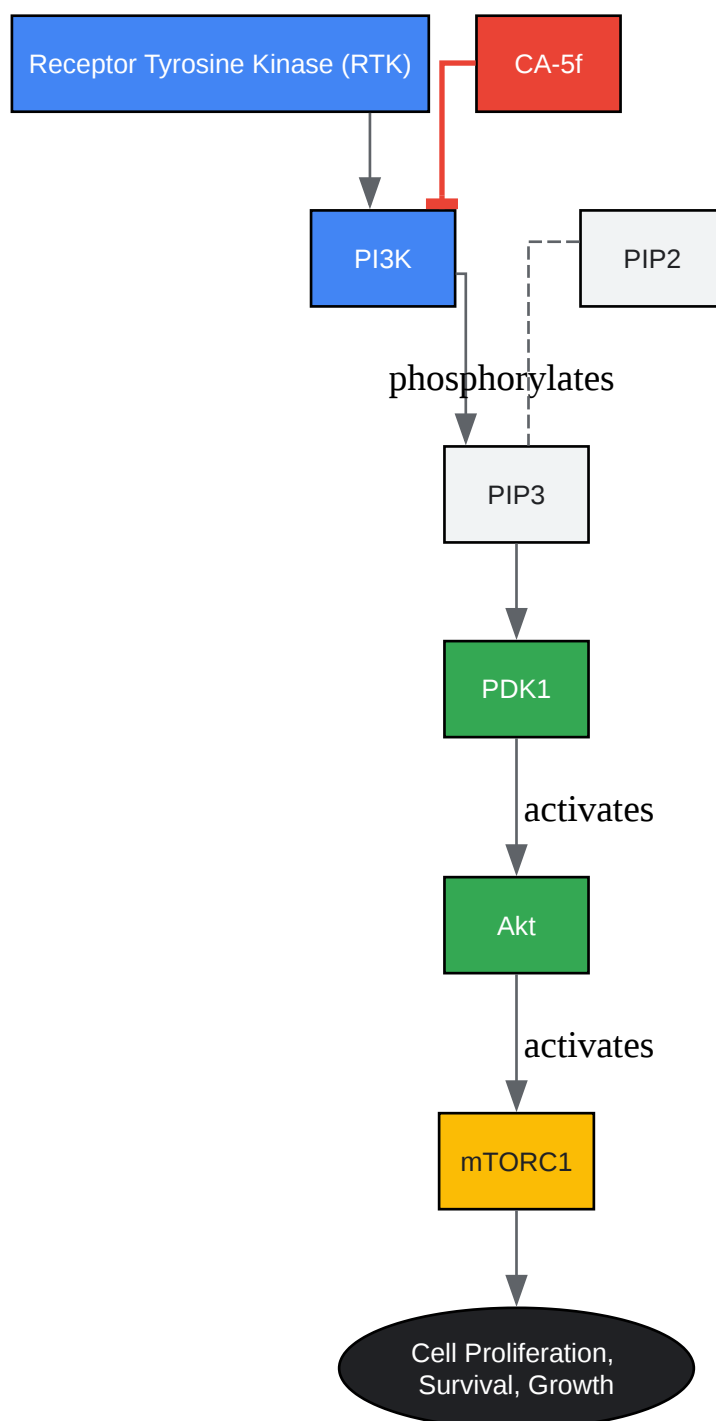 Receptor Tyrosine Kinase (RTK)
CA-5f
PI3K
PIP2
phosphorylates
PIP3
PDK1
activates
Akt
activates
mTORC1
Cell Proliferation,
Survival, Growth